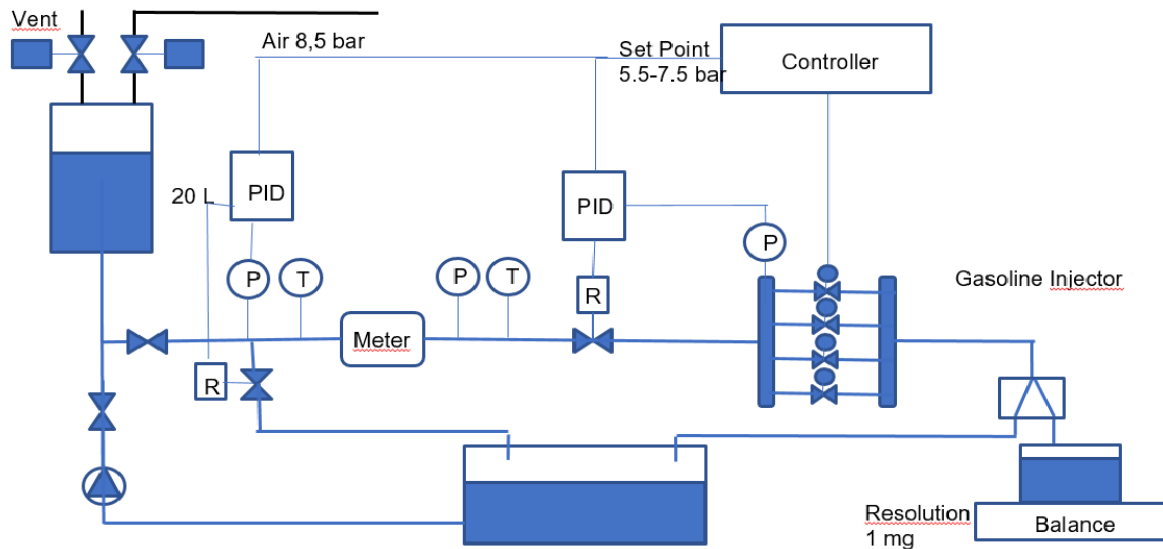 Vent
Air 8,5 bar
Set Point
5.5-7.5 bar
Controller
20 L
PID
PID
P
P
T
P
T
R
Gasoline Injector
Meter
R
Resolution
1 mg
Balance